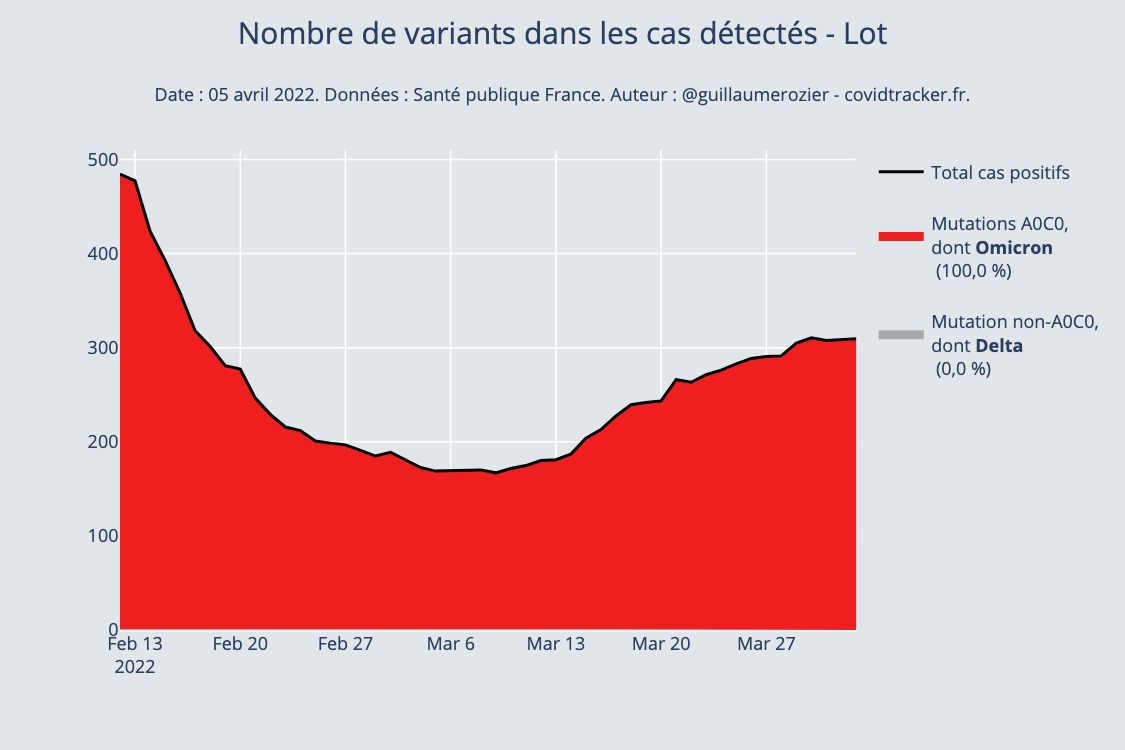 Nombre de variants dans les cas détectés - Lot
Date : 05 avril 2022. Données : Santé publique France. Auteur : @guillaumerozier - covidtracker.fr.
500
400
300
200
100
0
Feb 13
2022
Feb 20
Feb 27
Mar 6
Mar 13
Mar 20
Mar 27
Total cas positifs
Mutations A0C0,
dont Omicron
(100,0 %)
Mutation non-A0C0,
dont Delta
(0,0 %)